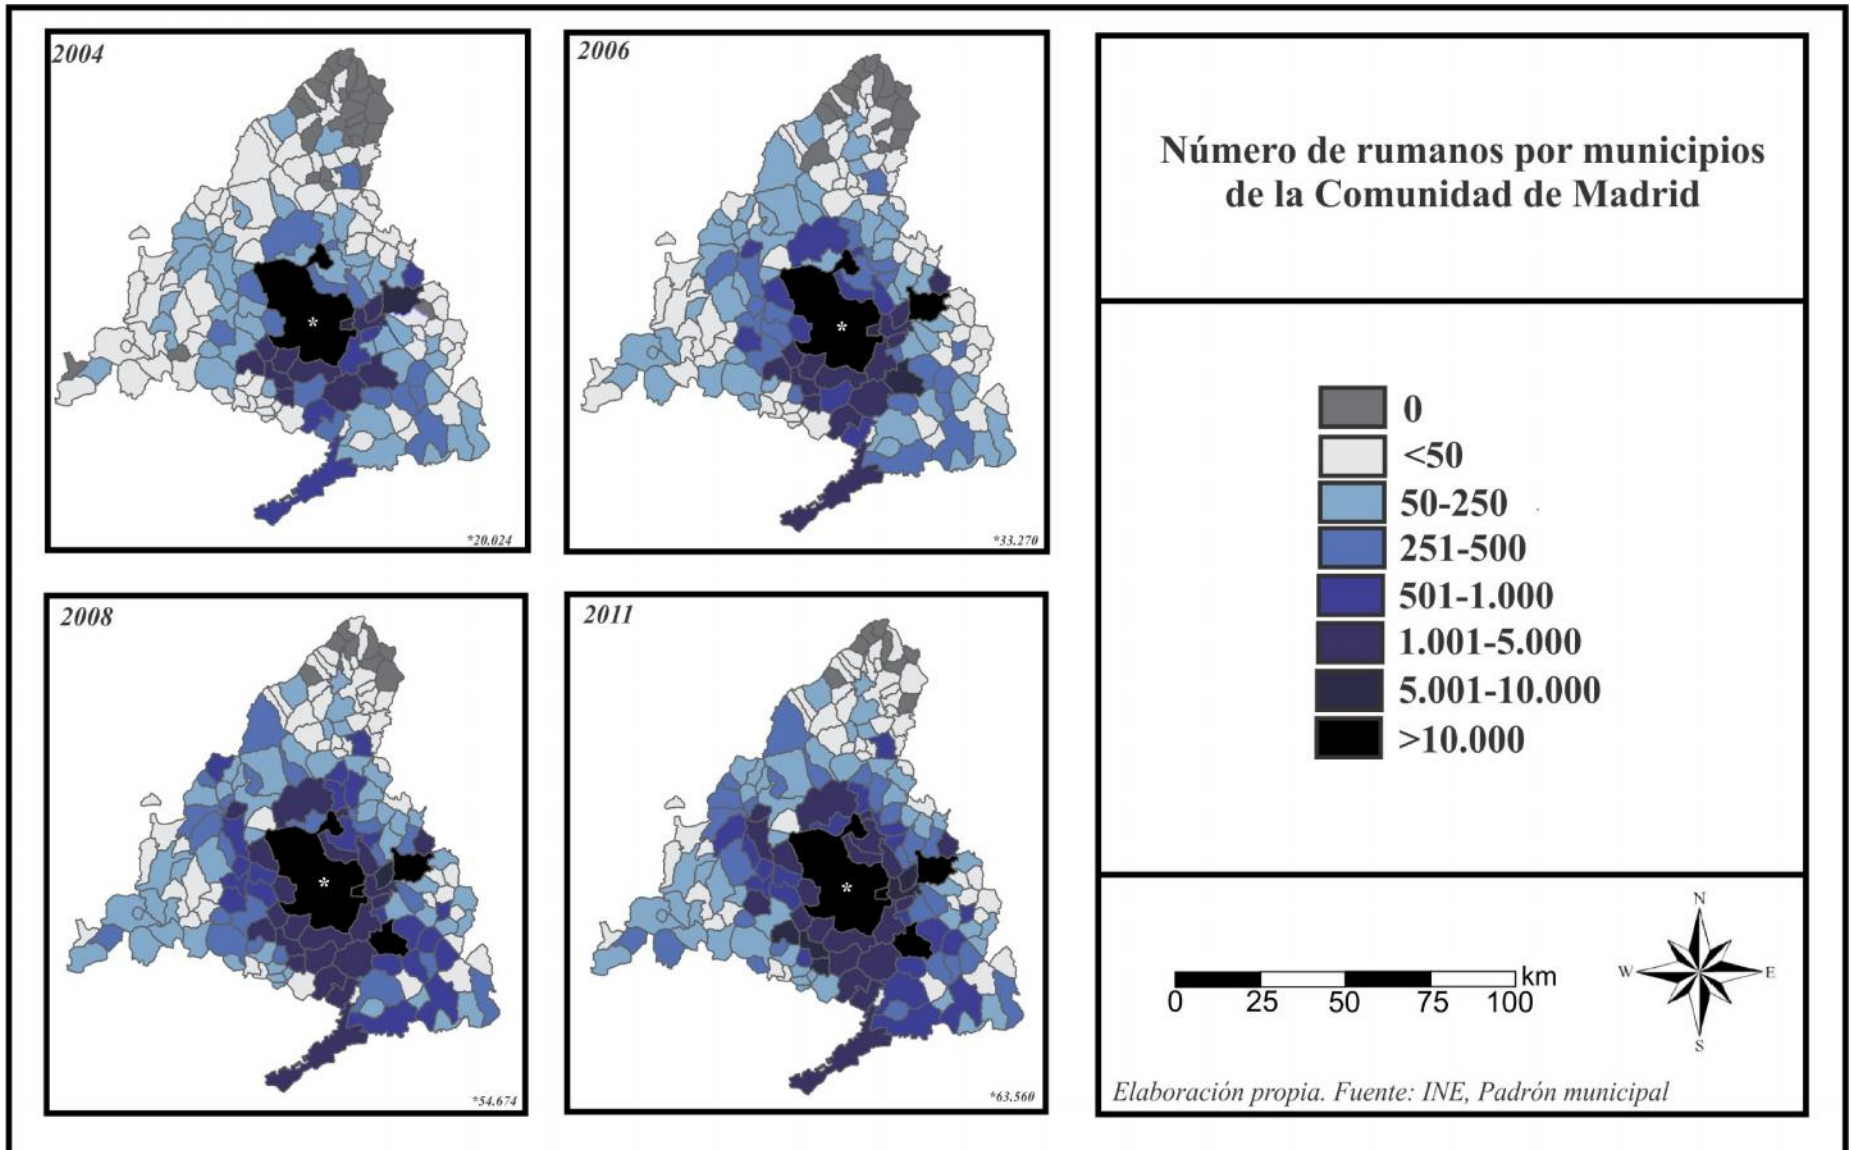 2004
*
*20.024
2006
*
*33.270
2008
*
*54.674
2011
*
*63.560
Número de rumanos por municipios
de la Comunidad de Madrid
0
<50
50-250
251-500
501-1.000
1.001-5.000
5.001-10.000
>10.000
km
0 25 50 75 100
N
W E
S
Elaboración propia. Fuente: INE, Padrón municipal